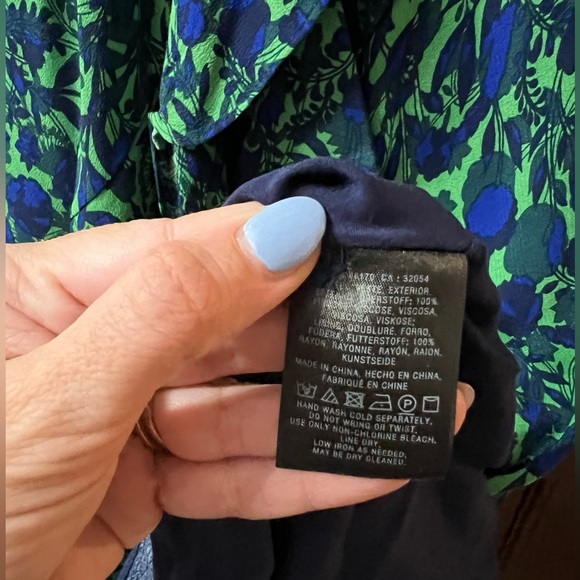 CA : 32054
EXTERIOR,
100%
VISCOSA,
VISCOSA, VISKOSE;
LINING, DOUBLURE, FORRO,
FODERA, FUTTERSTOFF: 100%
RAYON, RAYONNE, RAYÓN, RAION,
KUNSTSEIDE
MADE IN CHINA, HECHO EN CHINA,
FABRIQUÉ EN CHINE
P
HAND WASH COLD SEPARATELY.
DO NOT WRING OR TWIST.
USE ONLY NON-CHLORINE BLEACH.
LINE DRY.
LOW IRON AS NEEDED.
MAY BE DRY CLEANED.